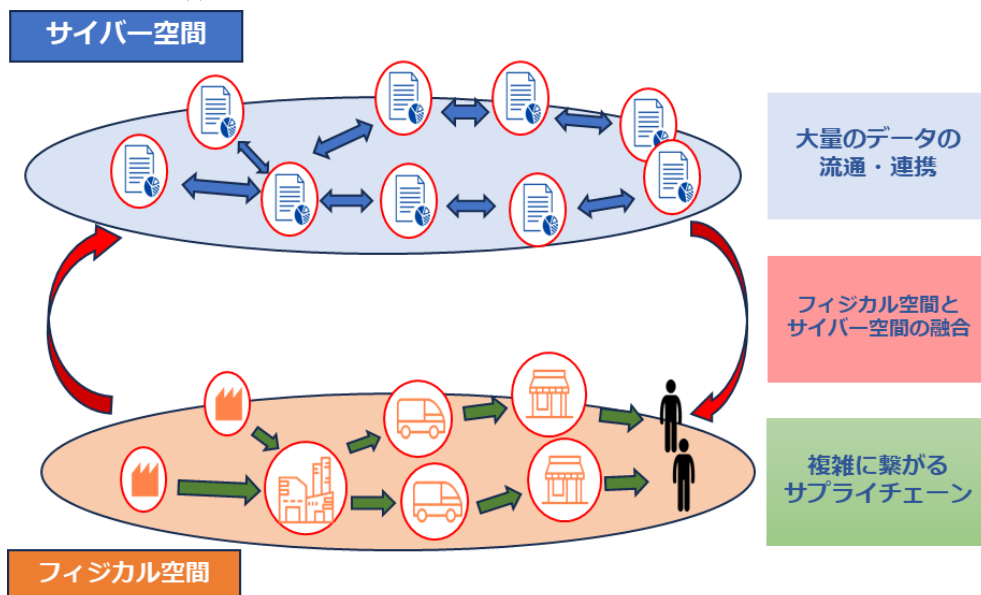 サイバー空間
大量のデータの
流通・連携
フィジカル空間と
サイバー空間の融合
複雑に繋がる
サプライチェーン
フィジカル空間